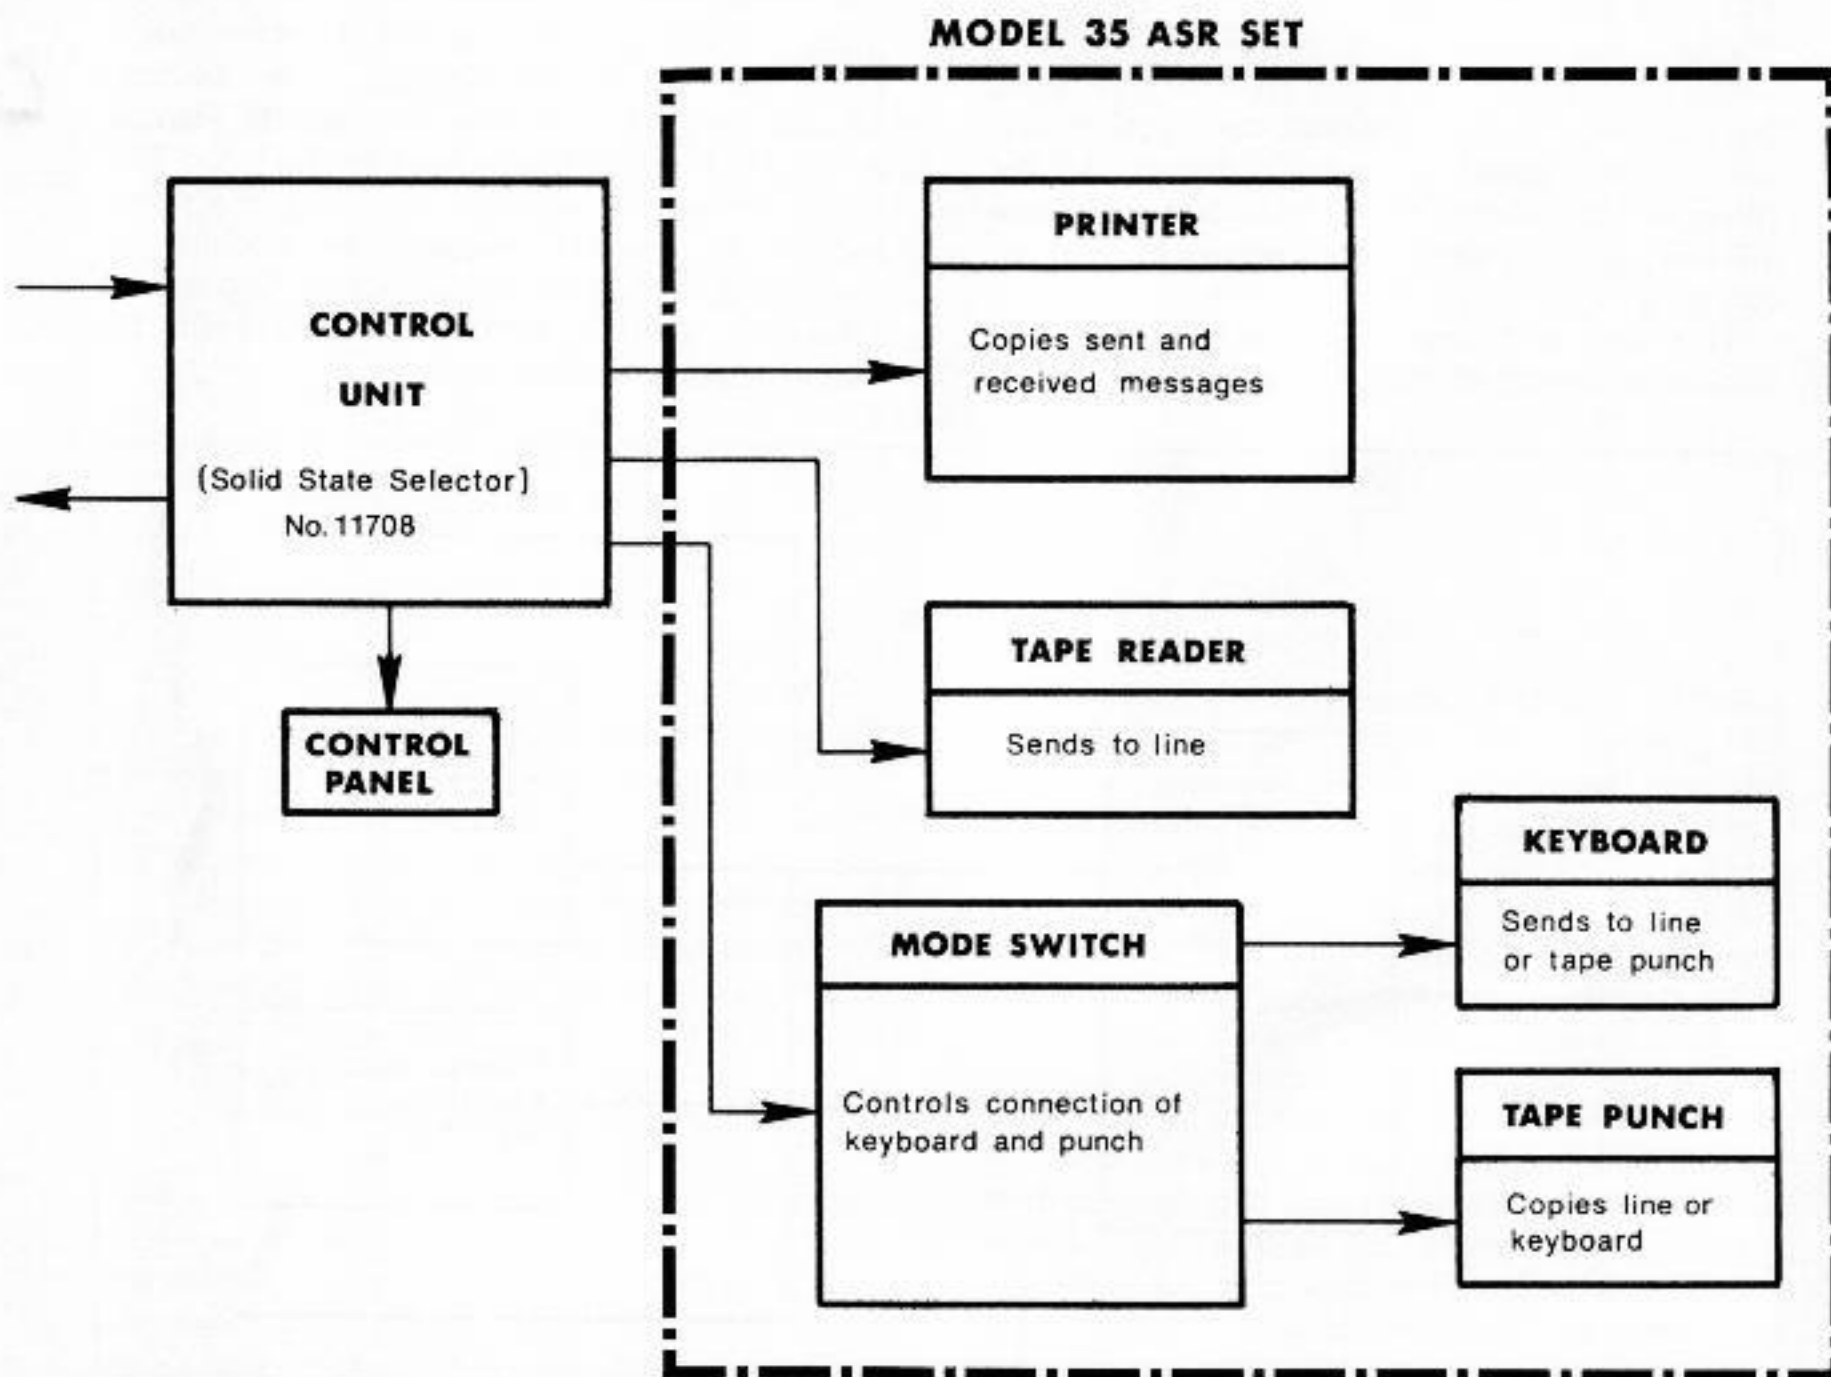 MODEL 35 ASR SET
CONTROL
UNIT
(Solid State Selector)
No. 11708
CONTROL
PANEL
PRINTER
Copies sent and
received messages
TAPE READER
Sends to line
MODE SWITCH
Controls connection of
keyboard and punch
KEYBOARD
Sends to line
or tape punch
TAPE PUNCH
Copies line or
keyboard